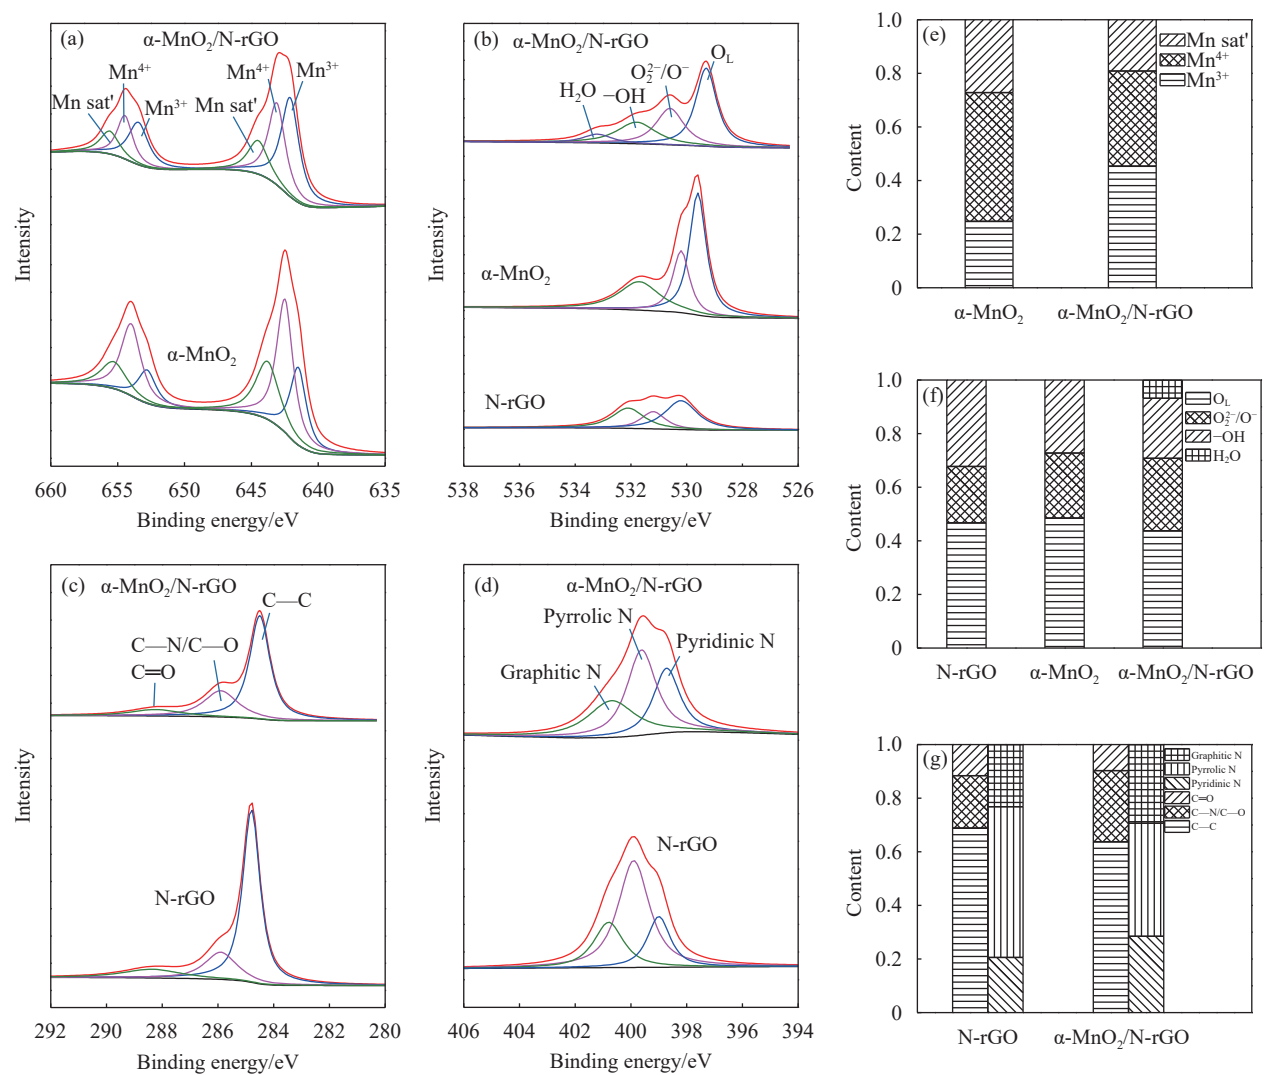 (a)
α-MnO₂/N-rGO
Mn⁴⁺
Mn sat'
Mn³⁺
Mn⁴⁺
Mn³⁺
Mn sat'
α-MnO₂
Intensity
660 655 650 645 640 635
Binding energy/eV
(b)
α-MnO₂/N-rGO
O_L
O₂²⁻/O⁻
H₂O
−OH
α-MnO₂
N-rGO
Intensity
538 536 534 532 530 528 526
Binding energy/eV
(c)
α-MnO₂/N-rGO
C—C
C—N/C—O
C=O
N-rGO
Intensity
292 290 288 286 284 282 280
Binding energy/eV
(d)
α-MnO₂/N-rGO
Pyrrolic N
Pyridinic N
Graphitic N
N-rGO
Intensity
406 404 402 400 398 396 394
Binding energy/eV
(e)
Mn sat'
Mn⁴⁺
Mn³⁺
1.0
0.8
0.6
0.4
0.2
0
Content
α-MnO₂ α-MnO₂/N-rGO
(f)
O_L
O₂²⁻/O⁻
−OH
H₂O
1.0
0.8
0.6
0.4
0.2
0
Content
N-rGO α-MnO₂ α-MnO₂/N-rGO
(g)
Graphitic N
Pyrrolic N
Pyridinic N
C=O
C—N/C—O
C—C
1.0
0.8
0.6
0.4
0.2
0
Content
N-rGO α-MnO₂/N-rGO